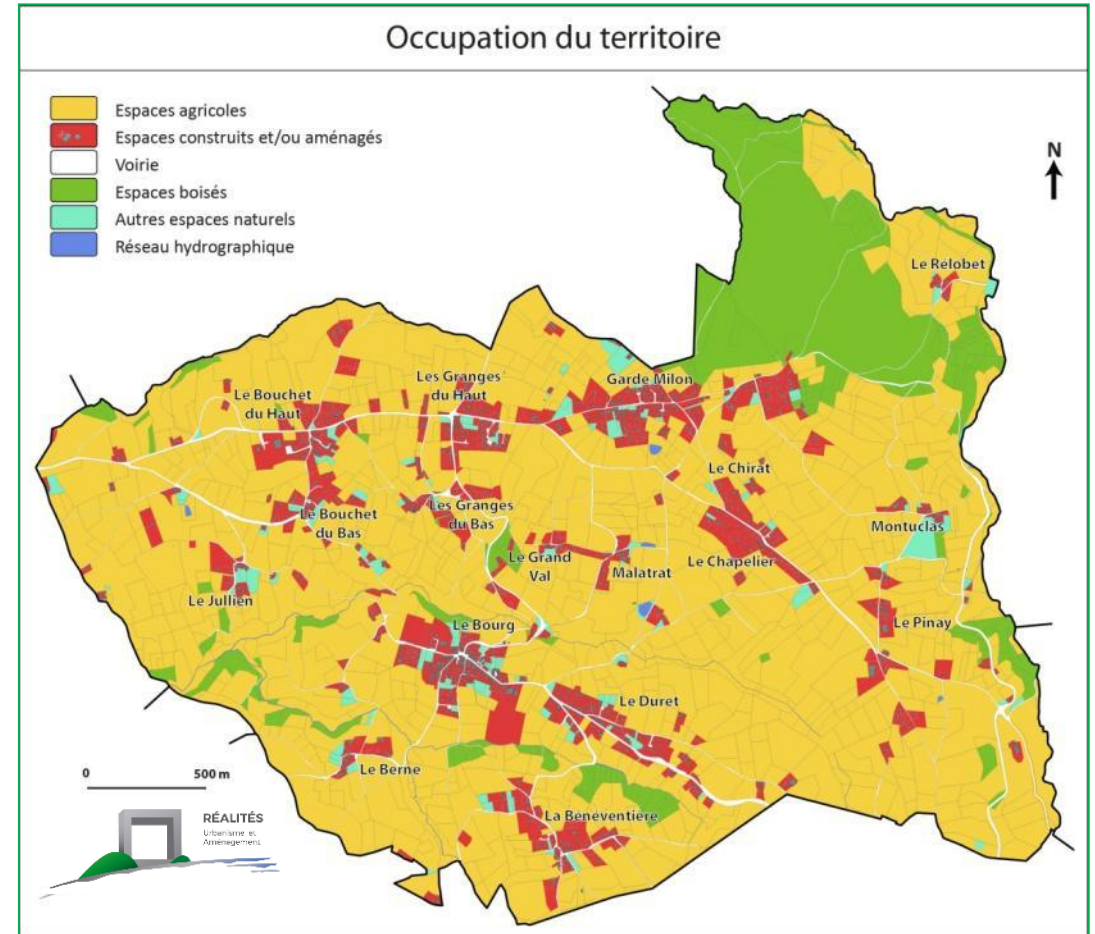 Occupation du territoire
Espaces agricoles
Espaces construits et/ou aménagés
Voirie
Espaces boisés
Autres espaces naturels
Réseau hydrographique
N
Le Rélobet
Les Granges
du Haut
Garde Milon
Le Bouchet
du Haut
Le Chirat
Les Granges
du Bas
Le Bouchet
du Bas
Montuclas
Le Grand
Val
Malatrat
Le Chapelier
Le Jullien
Le Bourg
Le Pinay
Le Duret
Le Berne
0
500 m
La Bénéventière
RÉALITÉS
Urbanisme et
Aménagement